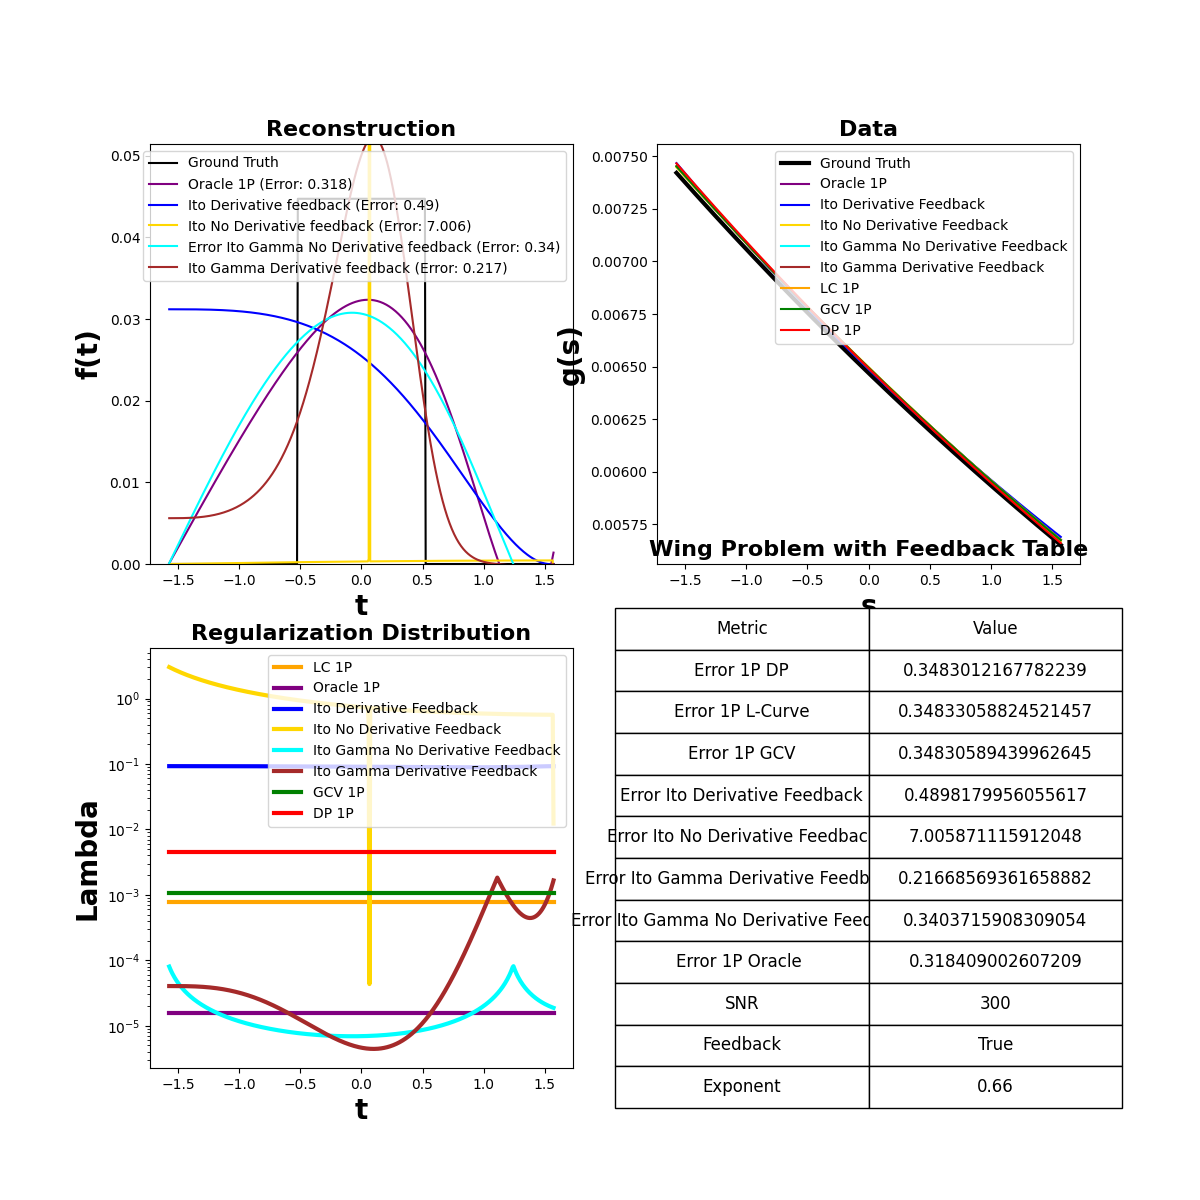 Reconstruction
f(t)
0.05
0.04
0.03
0.02
0.01
0.00
Ground Truth
Oracle 1P (Error: 0.318)
Ito Derivative feedback (Error: 0.49)
Ito No Derivative feedback (Error: 7.006)
Error Ito Gamma No Derivative feedback (Error: 0.34)
Ito Gamma Derivative feedback (Error: 0.217)
−1.5 −1.0 −0.5 0.0 0.5 1.0 1.5
t
Data
g(s)
0.00750
0.00725
0.00700
0.00675
0.00650
0.00625
0.00600
0.00575
Ground Truth
Oracle 1P
Ito Derivative Feedback
Ito No Derivative Feedback
Ito Gamma No Derivative Feedback
Ito Gamma Derivative Feedback
LC 1P
GCV 1P
DP 1P
−1.5 −1.0 −0.5 0.0 0.5 1.0 1.5
s
Regularization Distribution
Lambda
10^0
10^−1
10^−2
10^−3
10^−4
10^−5
LC 1P
Oracle 1P
Ito Derivative Feedback
Ito No Derivative Feedback
Ito Gamma No Derivative Feedback
Ito Gamma Derivative Feedback
GCV 1P
DP 1P
−1.5 −1.0 −0.5 0.0 0.5 1.0 1.5
t
Wing Problem with Feedback Table
Metric Value
Error 1P DP 0.3483012167782239
Error 1P L-Curve 0.34833058824521457
Error 1P GCV 0.34830589439962645
Error Ito Derivative Feedback 0.4898179956055617
Error Ito No Derivative Feedbac 7.005871115912048
Error Ito Gamma Derivative Feedb 0.21668569361658882
Error Ito Gamma No Derivative Feed 0.3403715908309054
Error 1P Oracle 0.318409002607209
SNR 300
Feedback True
Exponent 0.66